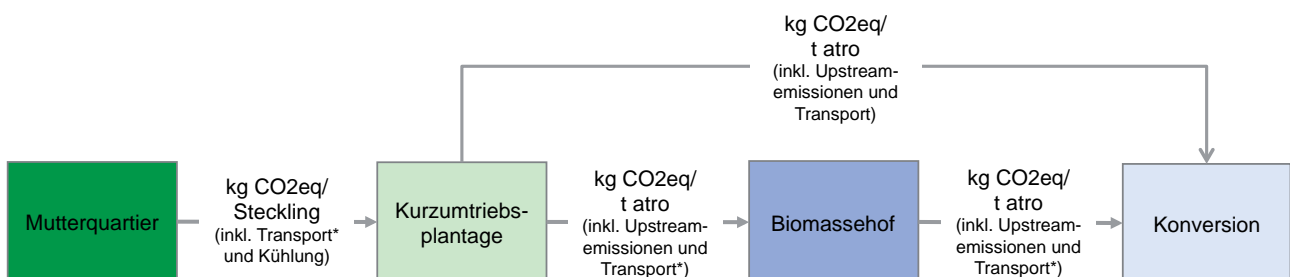 kg CO2eq/
t atro
(inkl. Upstream-
emissionen und
Transport)
Mutterquartier
kg CO2eq/
Steckling
(inkl. Transport*
und Kühlung)
Kurzumtriebs-
plantage
kg CO2eq/
t atro
(inkl. Upstream-
emissionen und
Transport*)
Biomassehof
kg CO2eq/
t atro
(inkl. Upstream-
emissionen und
Transport*)
Konversion